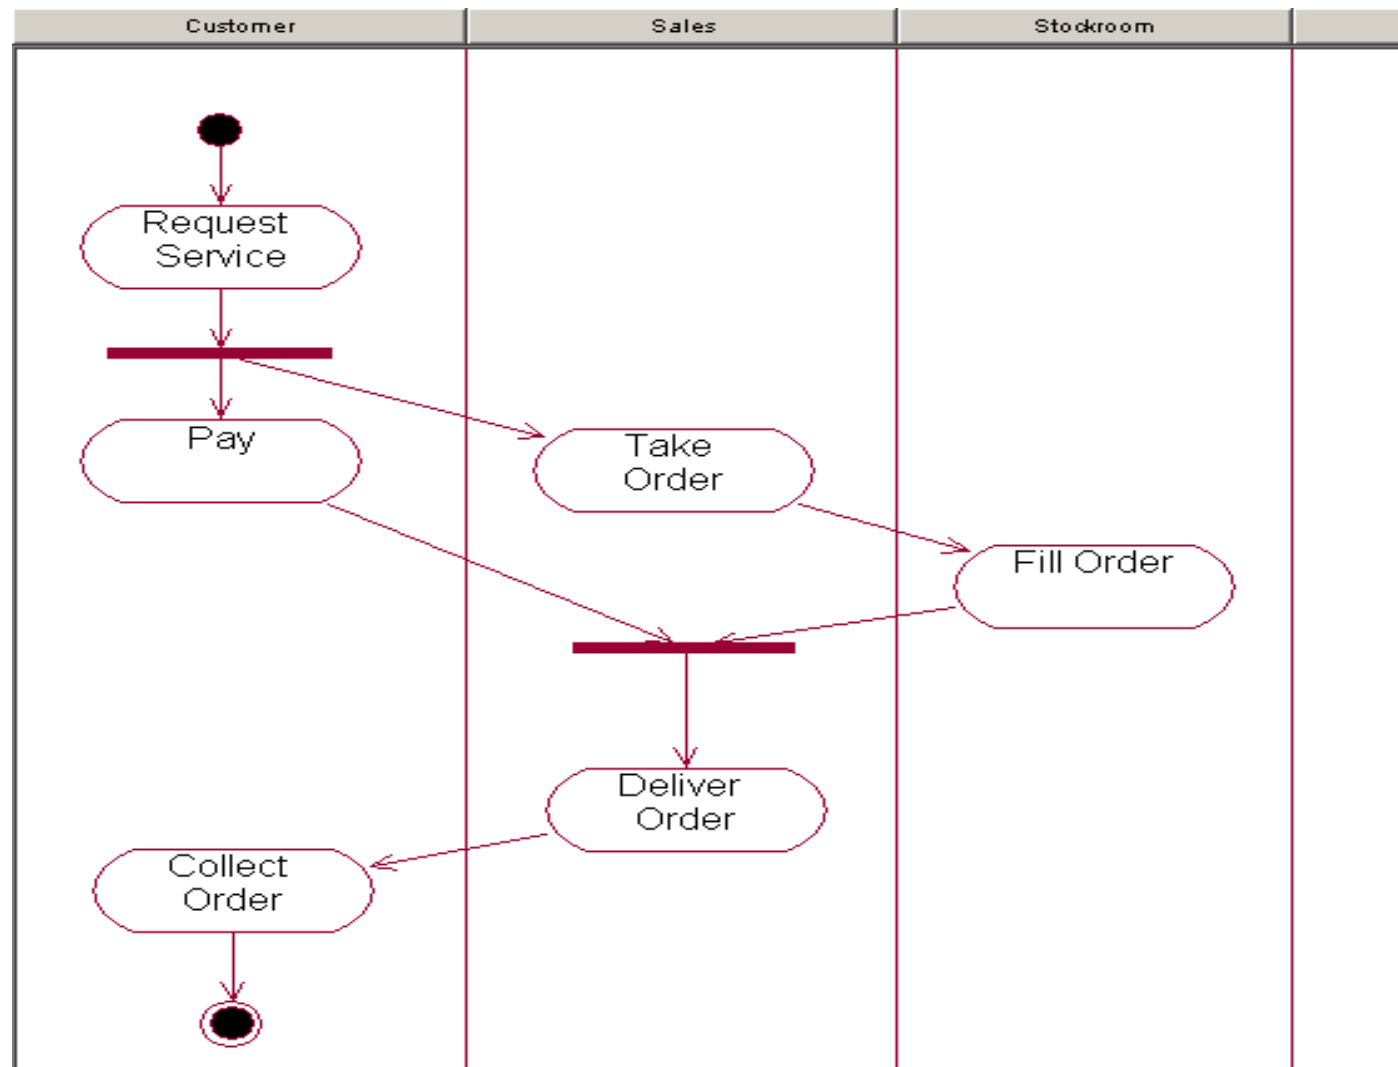 Customer
Sales
Stockroom
Request
Service
Pay
Take
Order
Fill Order
Deliver
Order
Collect
Order